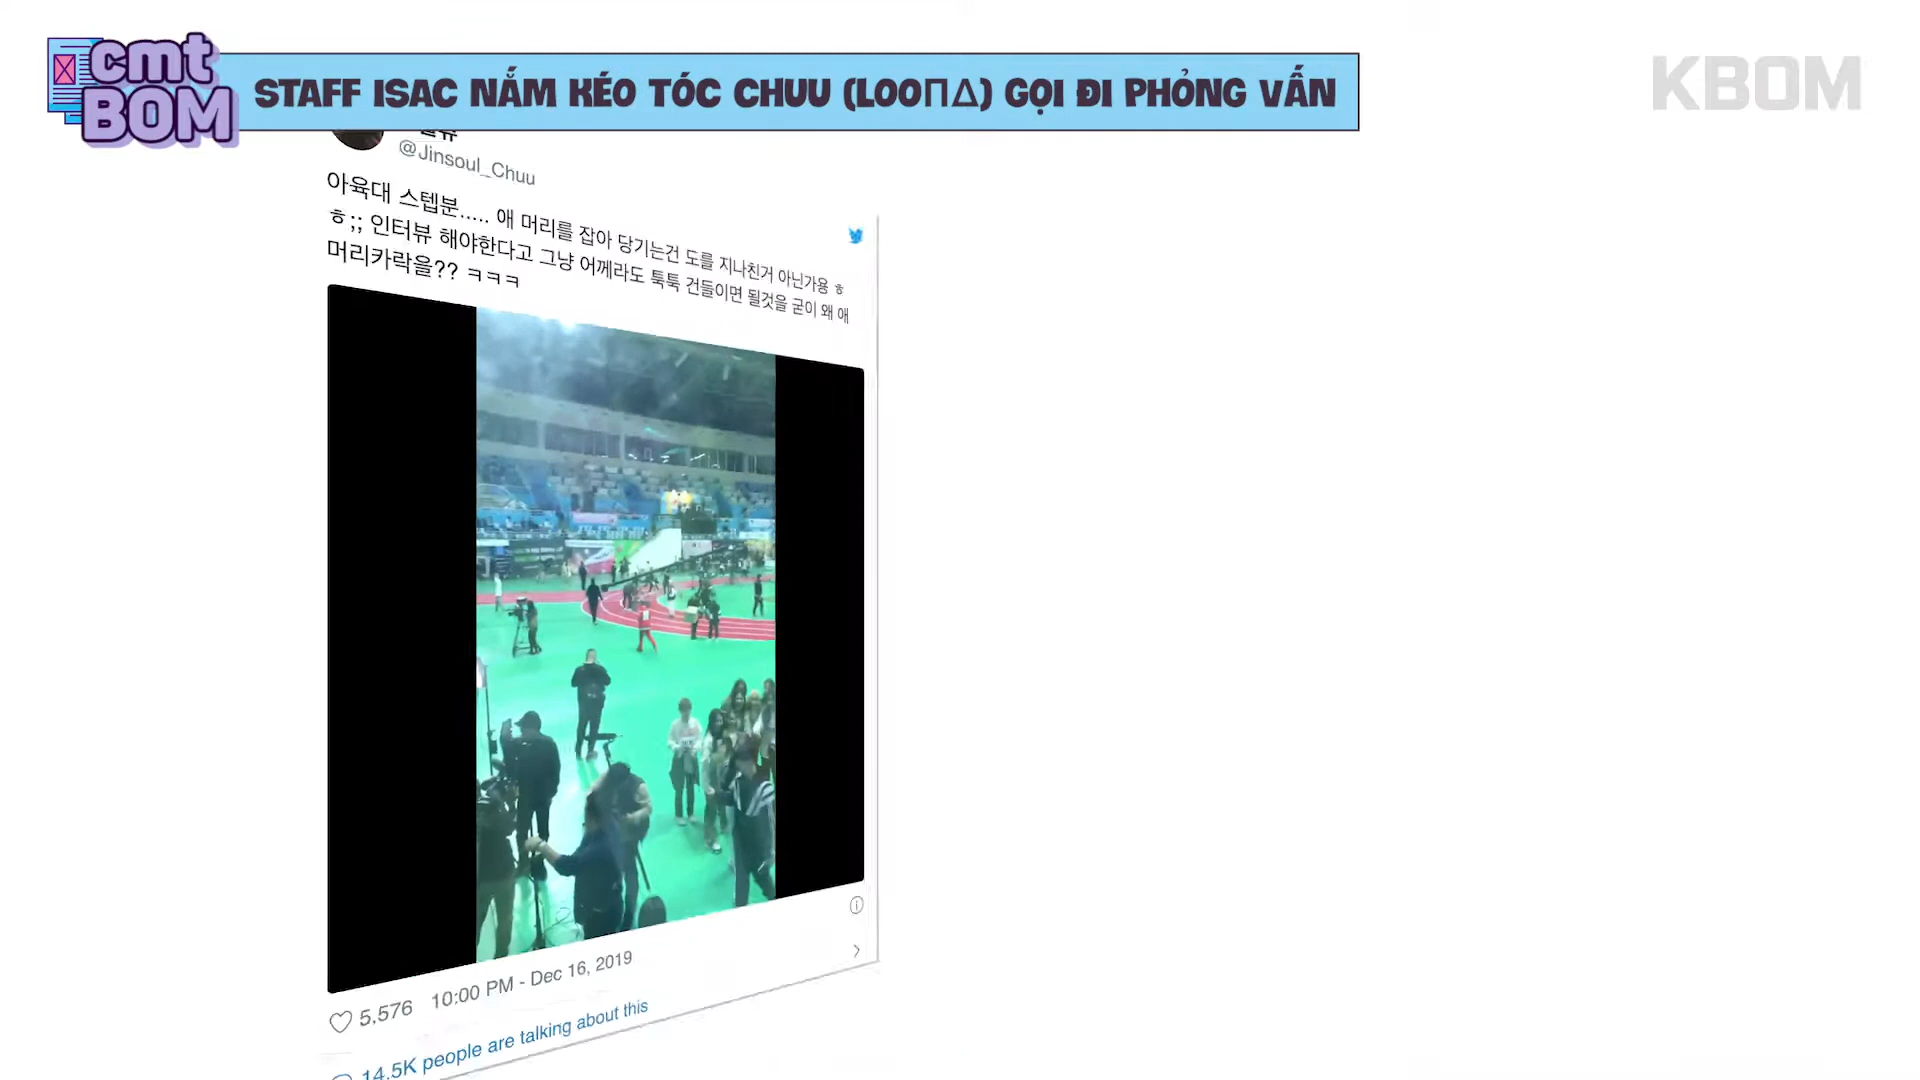 cmt
BOM
STAFF ISAC NẮM KÉO TÓC CHUU (LOOΠΔ) GỌI ĐI PHỎNG VẤN
KBOM
@Jinsoul_Chuu
아육대 스텝분..... 애 머리를 잡아 당기는건 도를 지나친거 아닌가용 ㅎ
ㅎ;; 인터뷰 해야한다고 그냥 어께라도 툭툭 건들이면 될것을 굳이 왜 애
머리카락을?? ㅋㅋㅋ
5,576 10:00 PM - Dec 16, 2019
14.5K people are talking about this